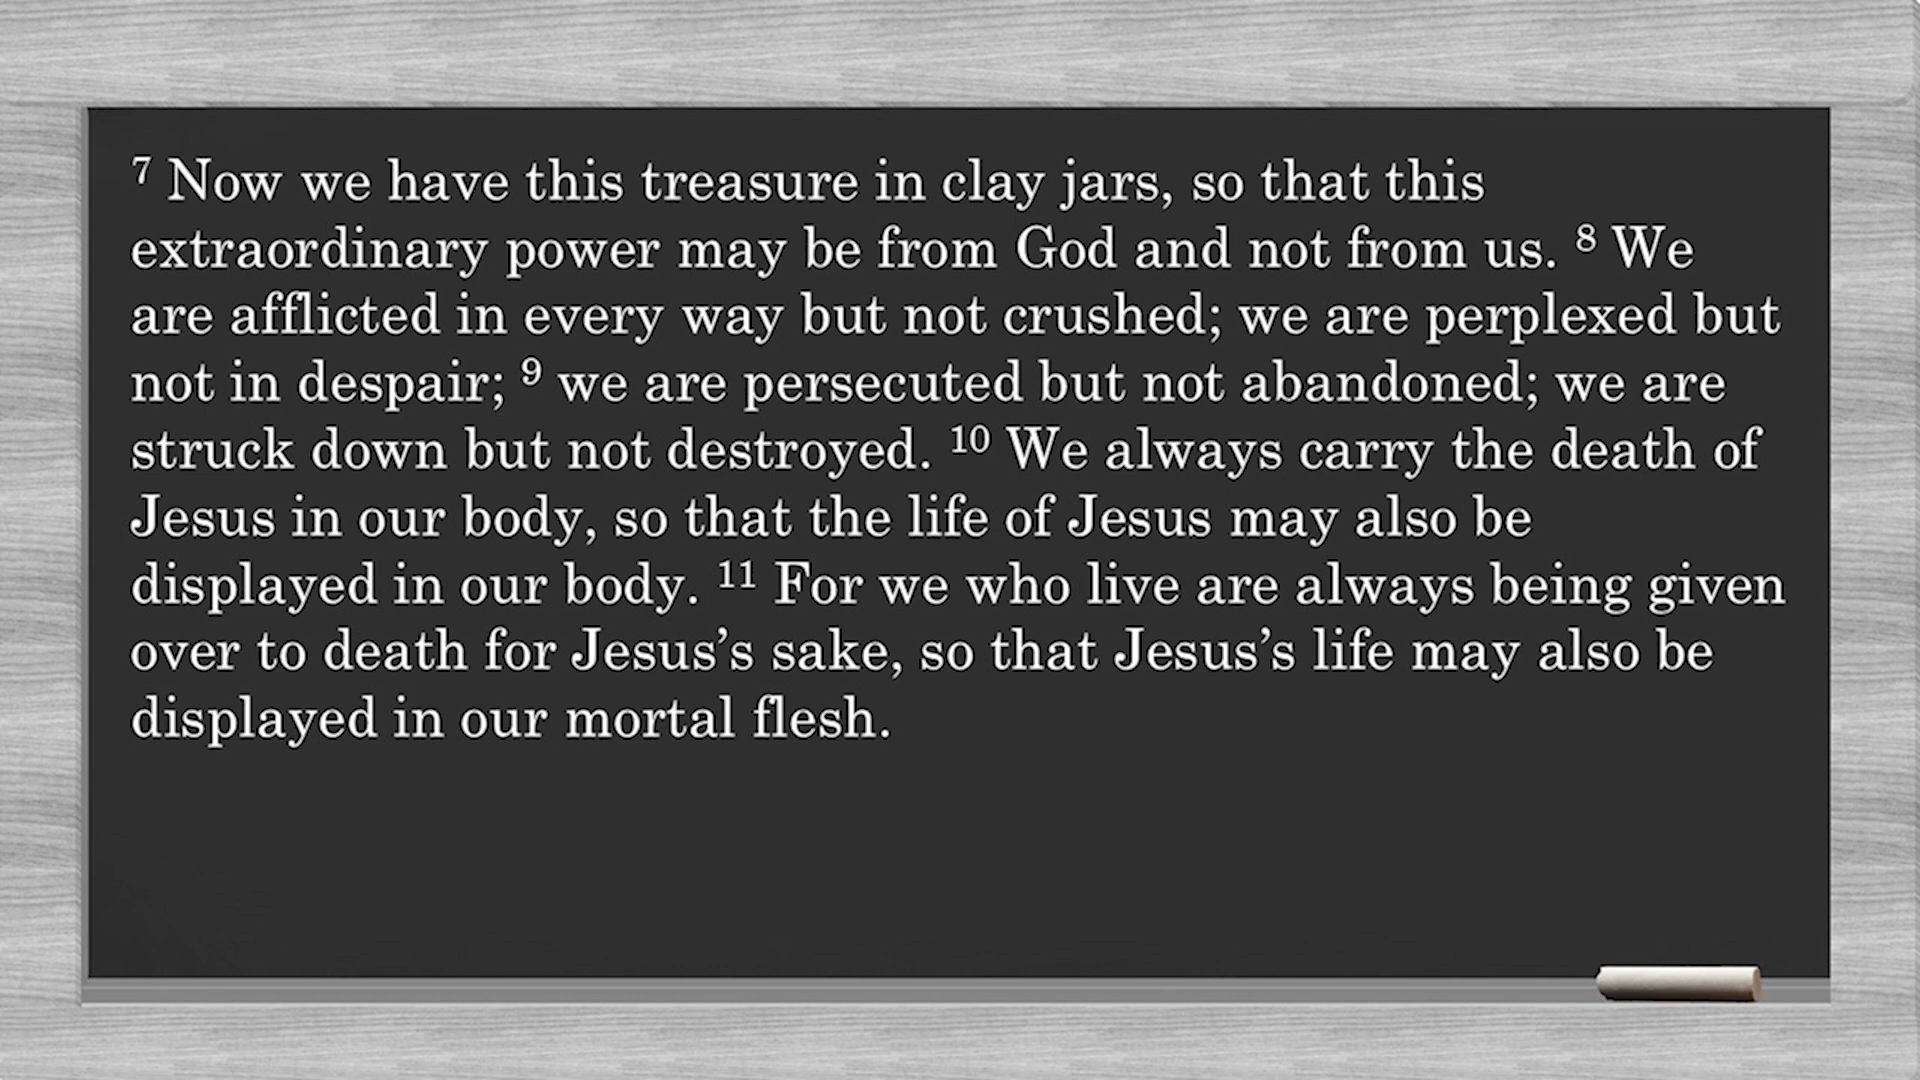 7 Now we have this treasure in clay jars, so that this
extraordinary power may be from God and not from us. 8 We
are afflicted in every way but not crushed; we are perplexed but
not in despair; 9 we are persecuted but not abandoned; we are
struck down but not destroyed. 10 We always carry the death of
Jesus in our body, so that the life of Jesus may also be
displayed in our body. 11 For we who live are always being given
over to death for Jesus’s sake, so that Jesus’s life may also be
displayed in our mortal flesh.